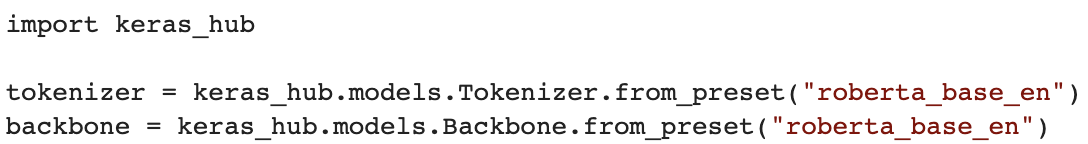 import keras_hub
tokenizer = keras_hub.models.Tokenizer.from_preset("roberta_base_en")
backbone = keras_hub.models.Backbone.from_preset("roberta_base_en")